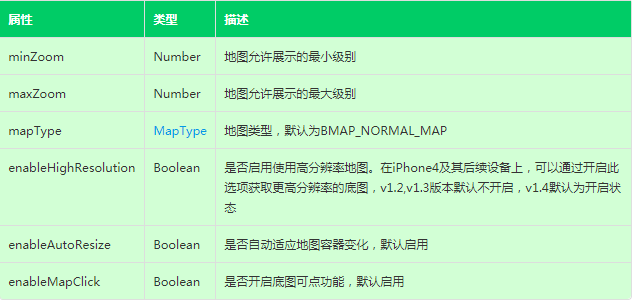 属性 类型 描述
minZoom Number 地图允许展示的最小级别
maxZoom Number 地图允许展示的最大级别
mapType MapType 地图类型，默认为BMAP_NORMAL_MAP
enableHighResolution Boolean 是否启用使用高分辨率地图。在iPhone4及其后续设备上，可以通过开启此
选项获取更高分辨率的底图，v1.2,v1.3版本默认不开启，v1.4默认为开启状
态
enableAutoResize Boolean 是否自动适应地图容器变化，默认启用
enableMapClick Boolean 是否开启底图可点功能，默认启用